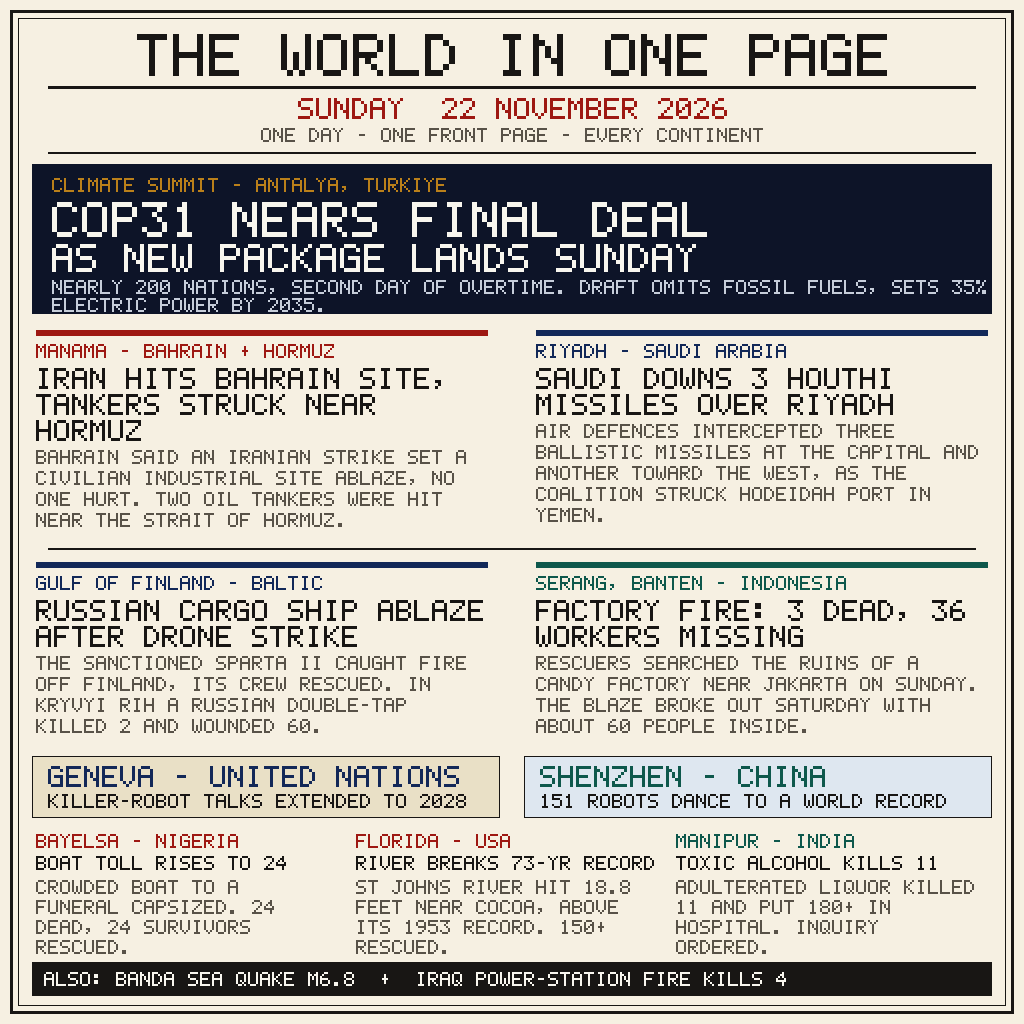 THE WORLD IN ONE PAGE
SUNDAY  22 NOVEMBER 2026
ONE DAY - ONE FRONT PAGE - EVERY CONTINENT
CLIMATE SUMMIT - ANTALYA, TURKIYE
COP31 NEARS FINAL DEAL
AS NEW PACKAGE LANDS SUNDAY
NEARLY 200 NATIONS, SECOND DAY OF OVERTIME. DRAFT OMITS FOSSIL FUELS, SETS 35%
ELECTRIC POWER BY 2035.
MANAMA - BAHRAIN + HORMUZ
IRAN HITS BAHRAIN SITE,
TANKERS STRUCK NEAR
HORMUZ
BAHRAIN SAID AN IRANIAN STRIKE SET A
CIVILIAN INDUSTRIAL SITE ABLAZE, NO
ONE HURT. TWO OIL TANKERS WERE HIT
NEAR THE STRAIT OF HORMUZ.
RIYADH - SAUDI ARABIA
SAUDI DOWNS 3 HOUTHI
MISSILES OVER RIYADH
AIR DEFENCES INTERCEPTED THREE
BALLISTIC MISSILES AT THE CAPITAL AND
ANOTHER TOWARD THE WEST, AS THE
COALITION STRUCK HODEIDAH PORT IN
YEMEN.
GULF OF FINLAND - BALTIC
RUSSIAN CARGO SHIP ABLAZE
AFTER DRONE STRIKE
THE SANCTIONED SPARTA II CAUGHT FIRE
OFF FINLAND, ITS CREW RESCUED. IN
KRYVYI RIH A RUSSIAN DOUBLE-TAP
KILLED 2 AND WOUNDED 60.
SERANG, BANTEN - INDONESIA
FACTORY FIRE: 3 DEAD, 36
WORKERS MISSING
RESCUERS SEARCHED THE RUINS OF A
CANDY FACTORY NEAR JAKARTA ON SUNDAY.
THE BLAZE BROKE OUT SATURDAY WITH
ABOUT 60 PEOPLE INSIDE.
GENEVA - UNITED NATIONS
KILLER-ROBOT TALKS EXTENDED TO 2028
SHENZHEN - CHINA
151 ROBOTS DANCE TO A WORLD RECORD
BAYELSA - NIGERIA
BOAT TOLL RISES TO 24
CROWDED BOAT TO A
FUNERAL CAPSIZED. 24
DEAD, 24 SURVIVORS
RESCUED.
FLORIDA - USA
RIVER BREAKS 73-YR RECORD
ST JOHNS RIVER HIT 18.8
FEET NEAR COCOA, ABOVE
ITS 1953 RECORD. 150+
RESCUED.
MANIPUR - INDIA
TOXIC ALCOHOL KILLS 11
ADULTERATED LIQUOR KILLED
11 AND PUT 180+ IN
HOSPITAL. INQUIRY
ORDERED.
ALSO: BANDA SEA QUAKE M6.8  +  IRAQ POWER-STATION FIRE KILLS 4